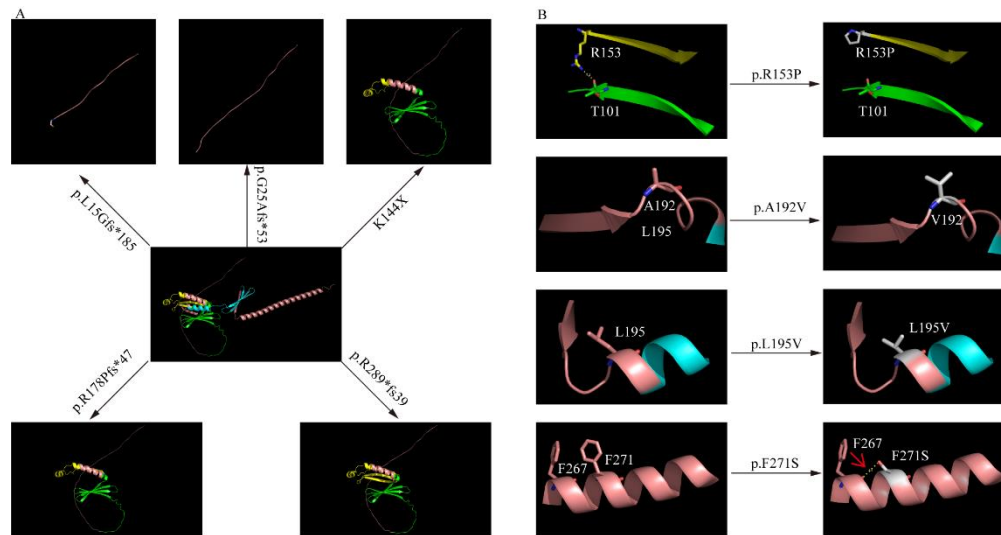 A
p.L15Gfs*185
p.G25Afs*53
K144X
p.R178Pfs*47
p.R289*fs39
B
R153
T101
p.R153P
R153P
T101
A192
L195
p.A192V
V192
L195
p.L195V
L195V
F267
F271
p.F271S
F267
F271S